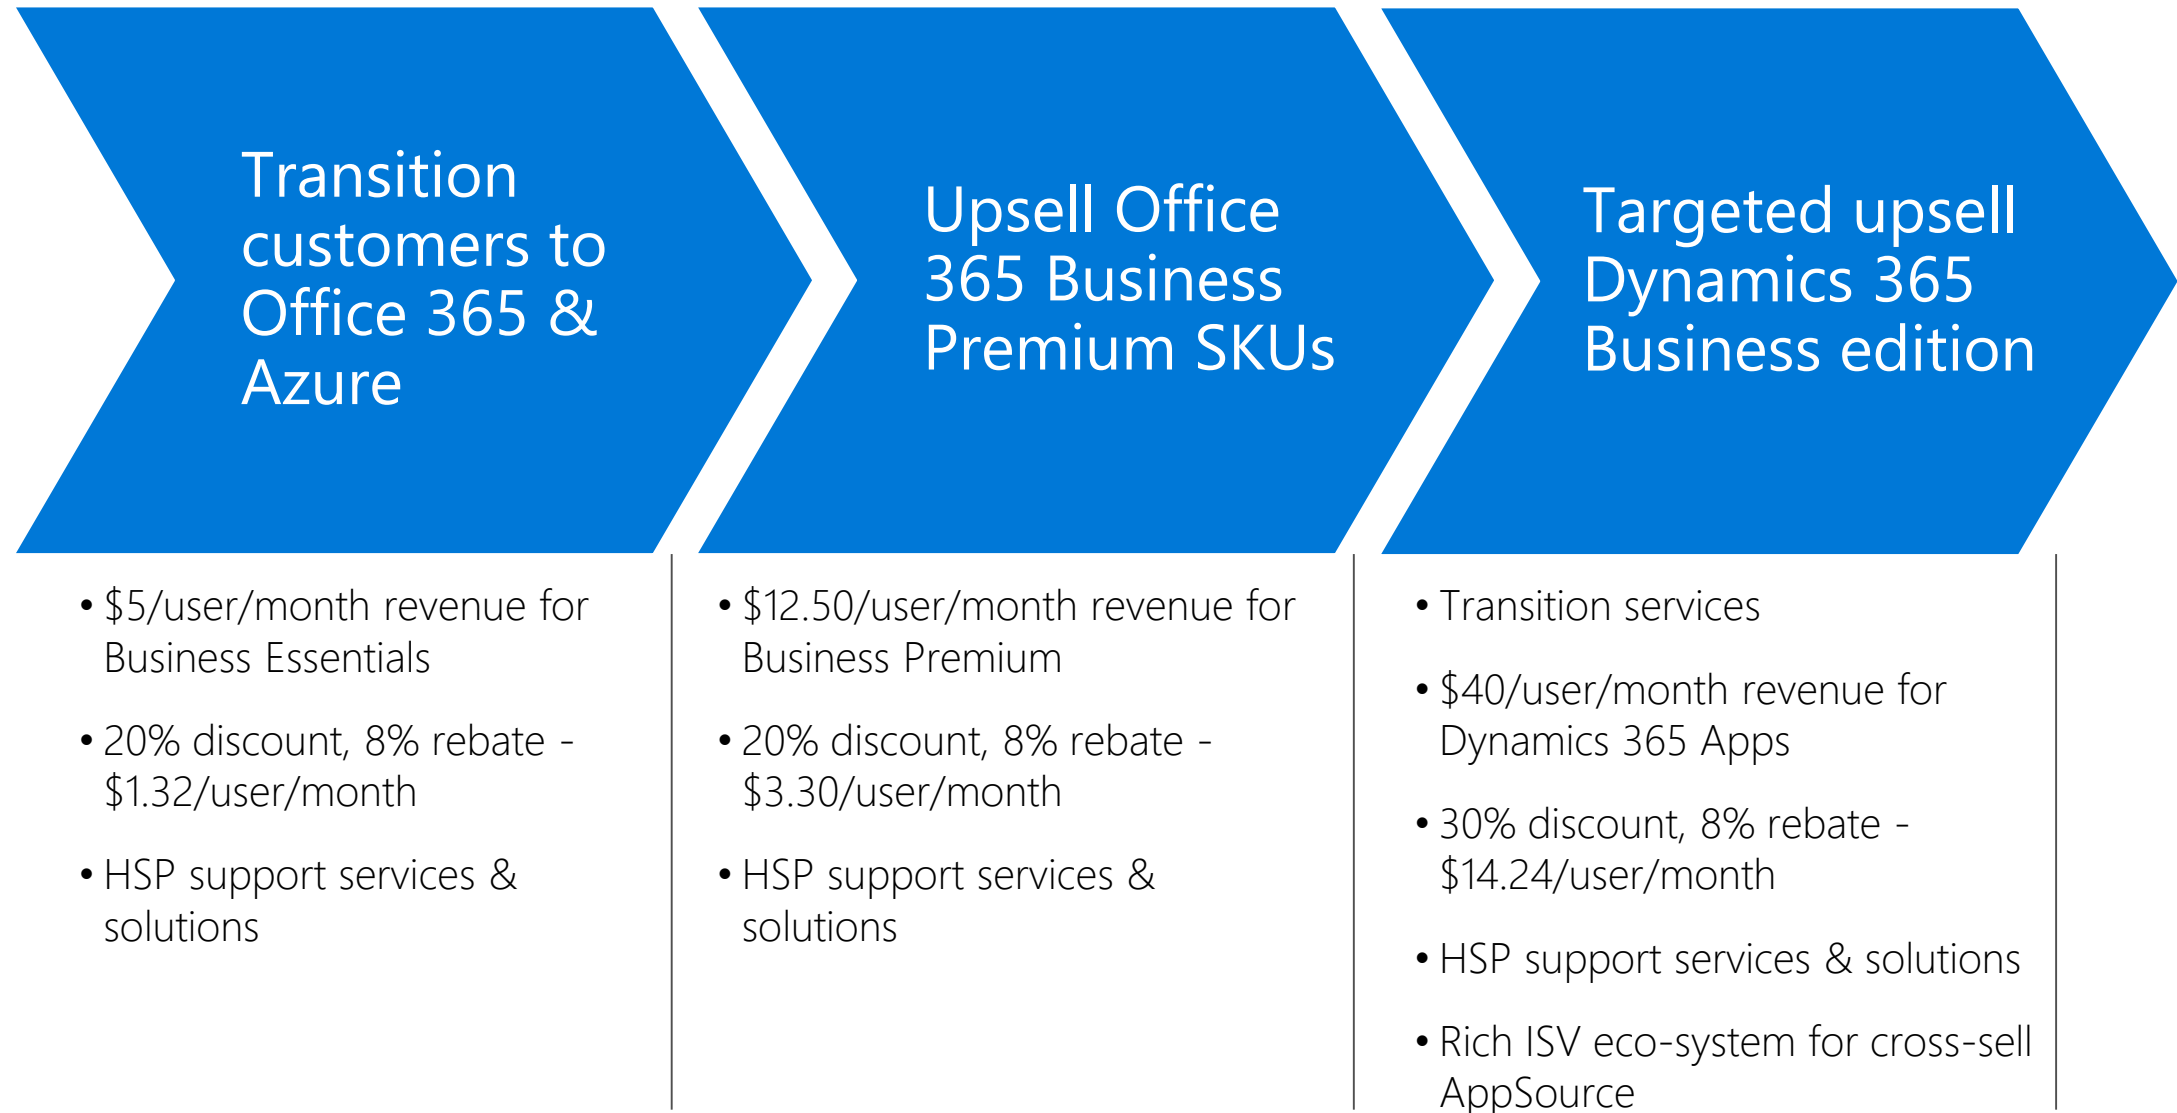 Transition
customers to
Office 365 &
Azure
Upsell Office
365 Business
Premium SKUs
Targeted upsell
Dynamics 365
Business edition
• $5/user/month revenue for
Business Essentials
• 20% discount, 8% rebate -
$1.32/user/month
• HSP support services &
solutions
• $12.50/user/month revenue for
Business Premium
• 20% discount, 8% rebate -
$3.30/user/month
• HSP support services &
solutions
• Transition services
• $40/user/month revenue for
Dynamics 365 Apps
• 30% discount, 8% rebate -
$14.24/user/month
• HSP support services & solutions
• Rich ISV eco-system for cross-sell
AppSource